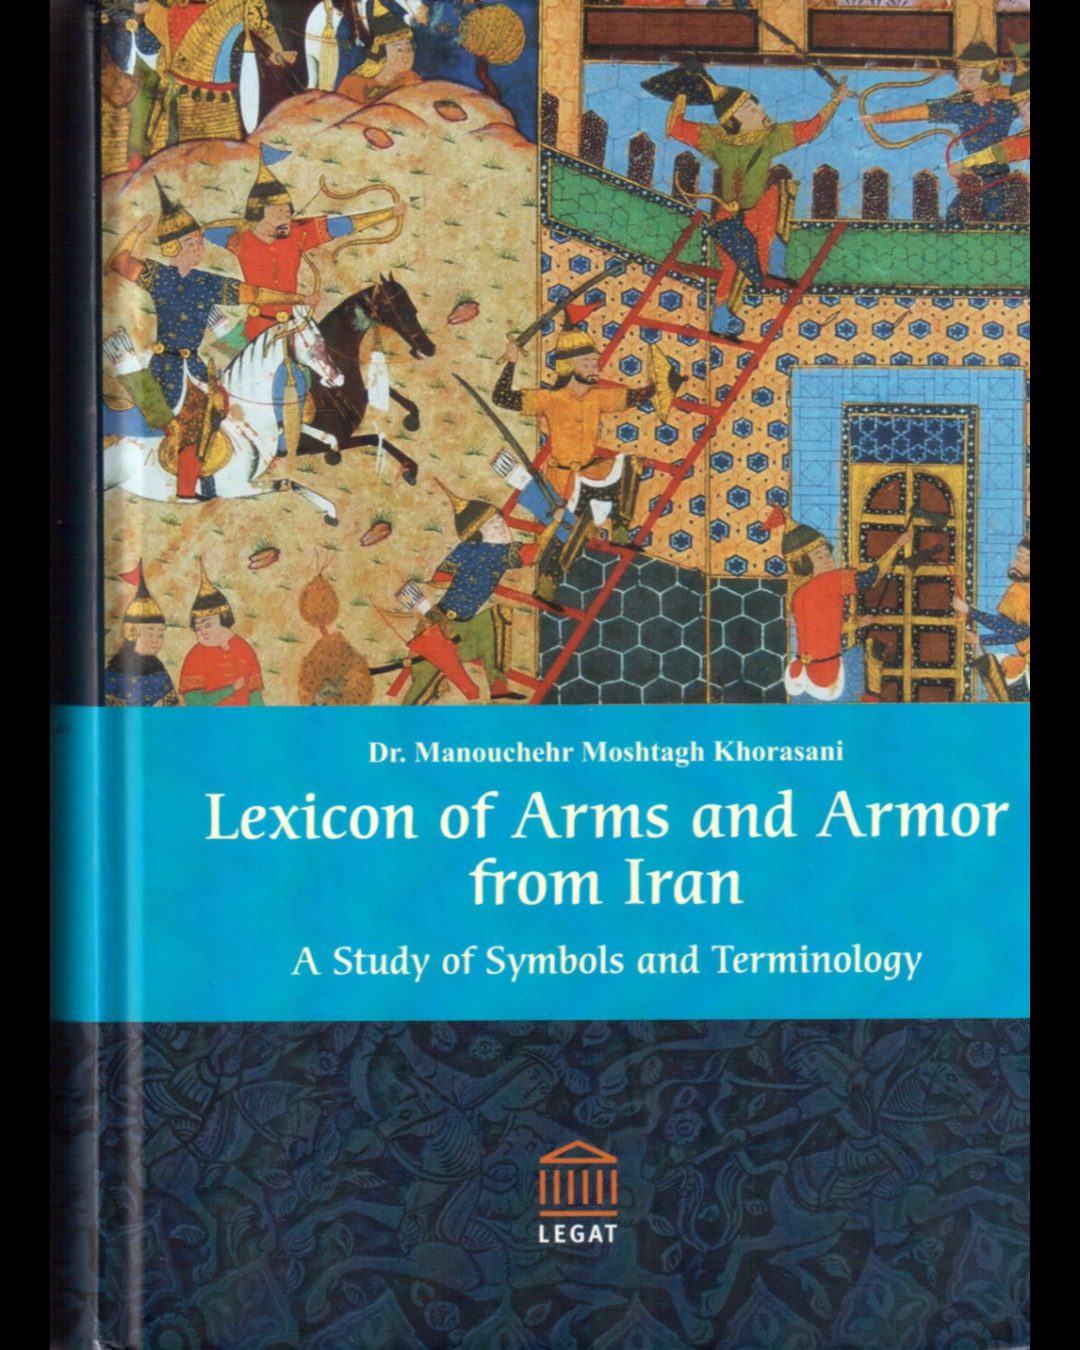 Dr. Manouchehr Moshtagh Khorasani
Lexicon of Arms and Armor
from Iran
A Study of Symbols and Terminology
LEGAT